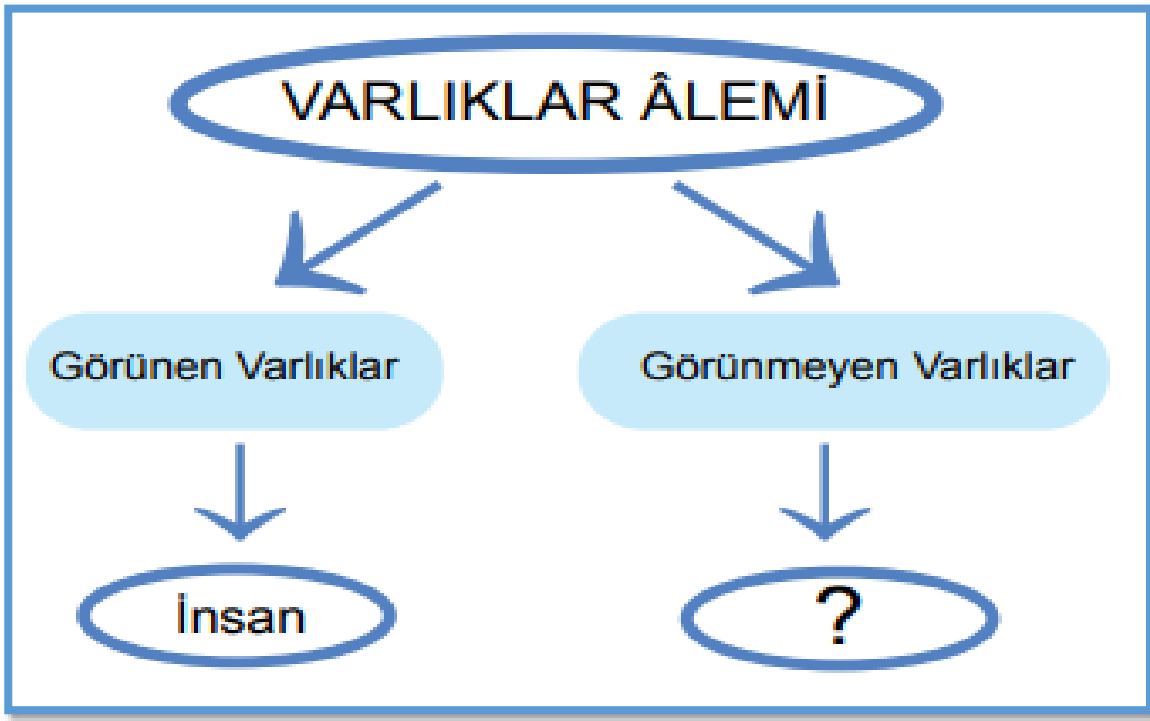 VARLIKLAR ÂLEMİ
Görünen Varlıklar
Görünmeyen Varlıklar
İnsan
?